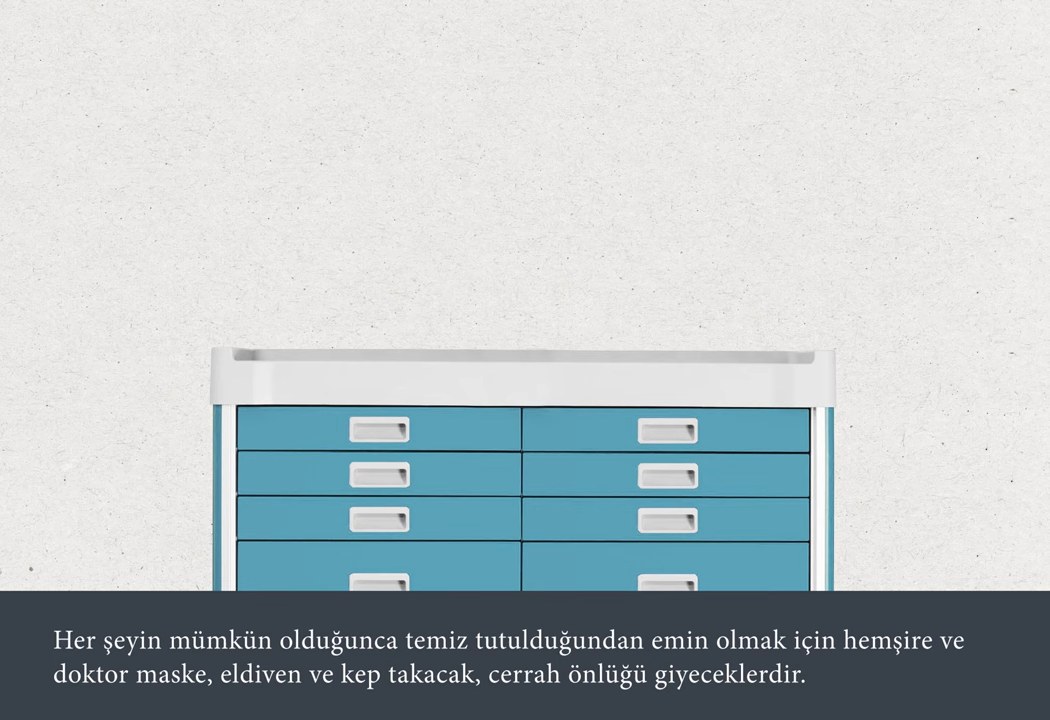 Her şeyin mümkün olduğunca temiz tutulduğundan emin olmak için hemşire ve
doktor maske, eldiven ve kep takacak, cerrah önlüğü giyeceklerdir.